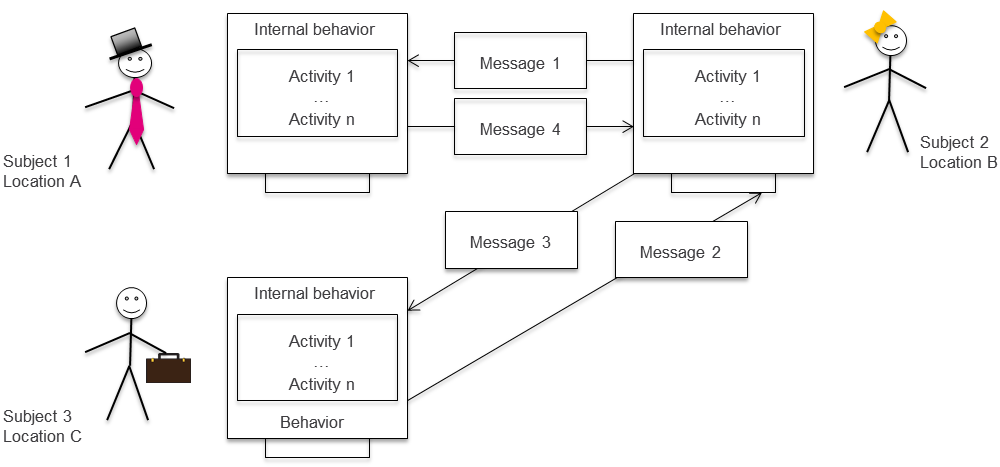 Internal behavior
Activity 1
...
Activity n
Subject 1
Location A
Message 1
Message 4
Internal behavior
Activity 1
...
Activity n
Subject 2
Location B
Message 3
Message 2
Internal behavior
Activity 1
...
Activity n
Behavior
Subject 3
Location C